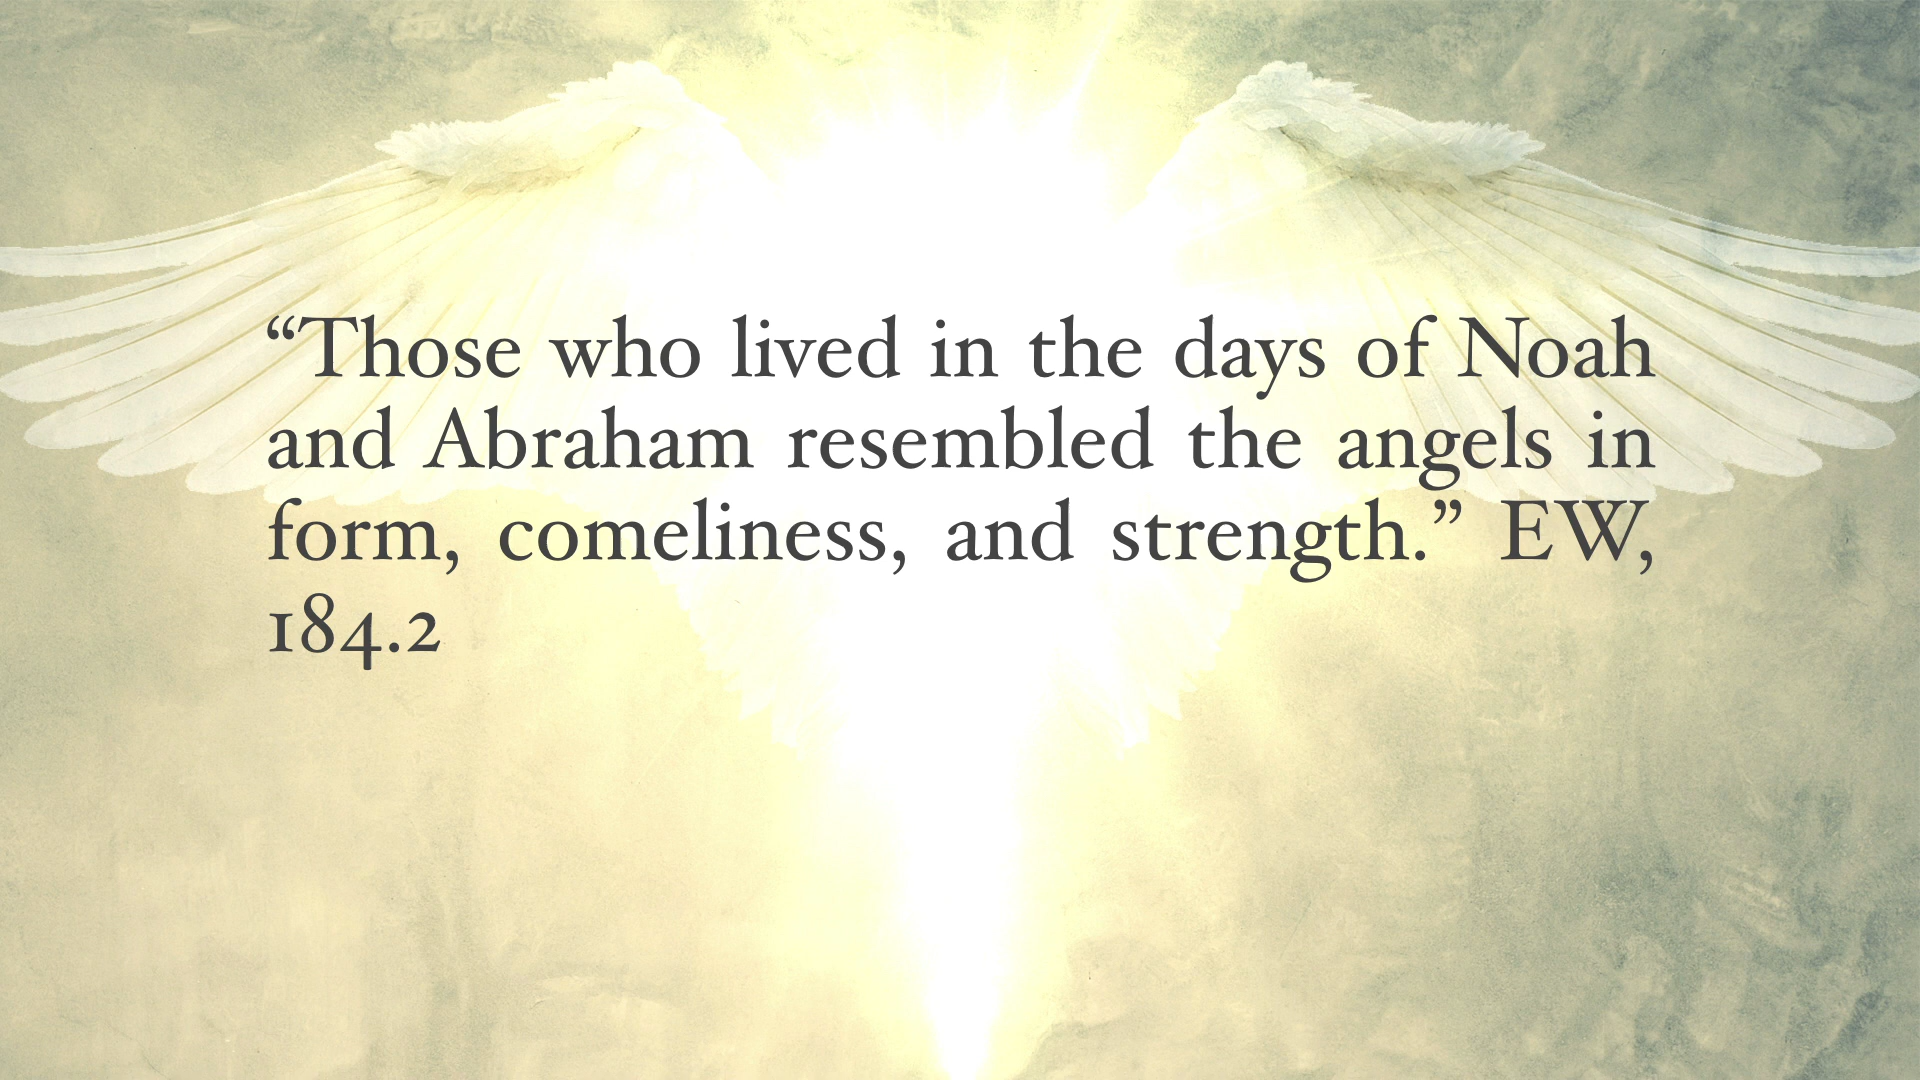 “Those who lived in the days of Noah
and Abraham resembled the angels in
form, comeliness, and strength.” EW,
184.2